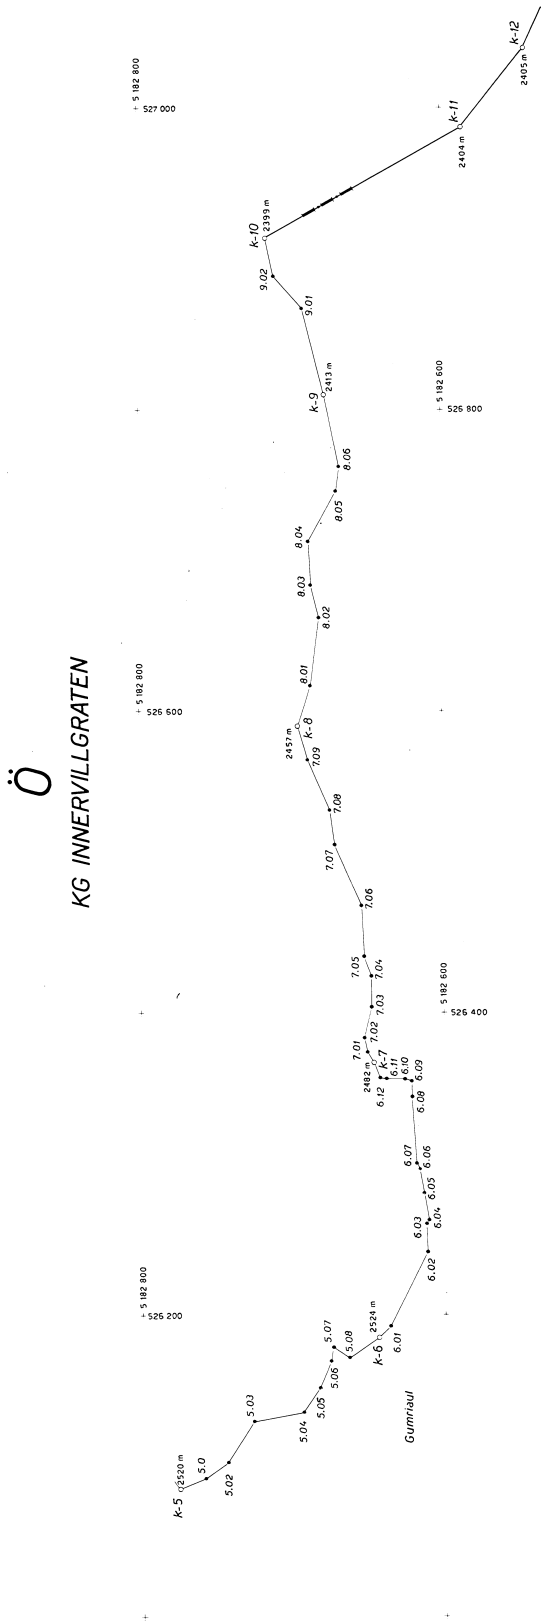 k-12
2405 m
5 182 800
527 000
k-11
2404 m
k-10
2399 m
9.02
9.01
5 182 600
526 800
k-9
2413 m
8.06
8.05
8.04
8.03
8.02
8.01
5 182 800
526 600
k-8
2457 m
Ö
KG INNERVILLGRATEN
7.09
7.08
7.07
7.06
7.05
7.04
7.03
5 182 600
526 400
7.02
7.01
k-7
2482 m
6.12
6.11
6.10
6.09
6.08
6.07
6.06
6.05
6.04
6.03
6.02
5 182 800
526 200
6.01
k-6
2524 m
5.08
5.07
5.06
5.05
5.04
5.03
Gumriaul
5.02
5.0
k-5
2520 m